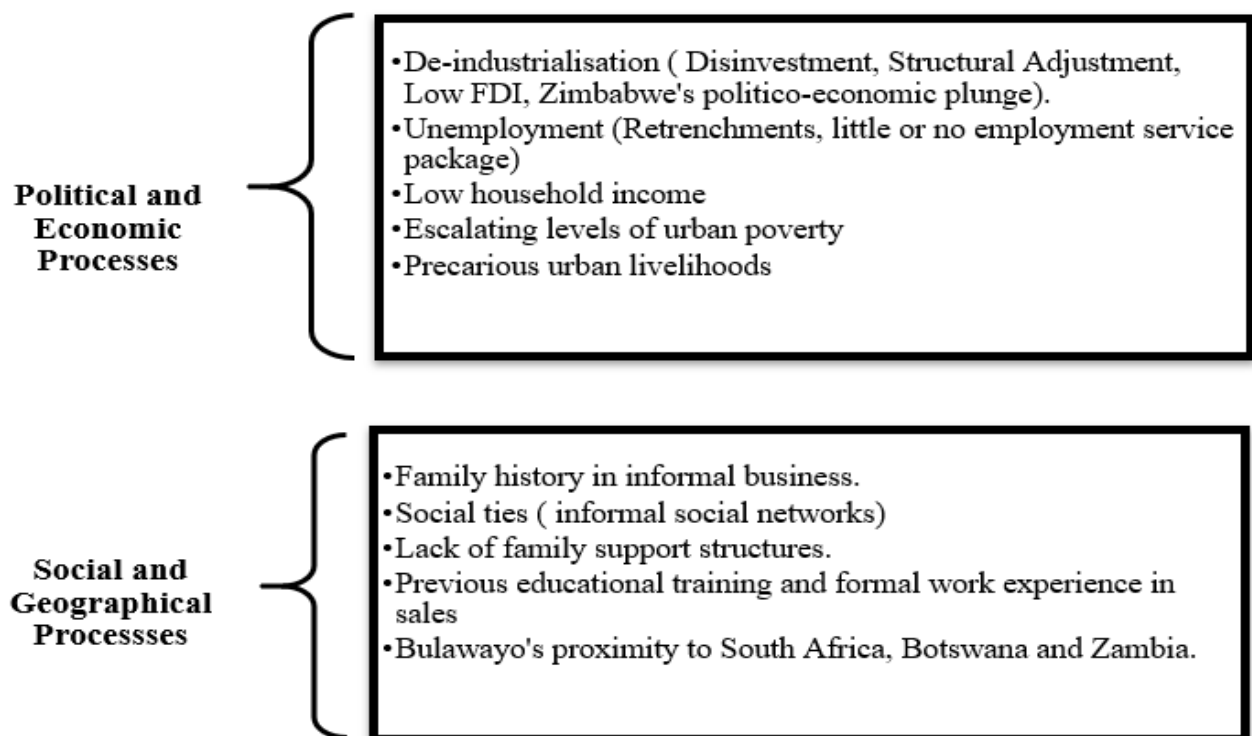 Political and
Economic
Processes
•De-industrialisation ( Disinvestment, Structural Adjustment,
Low FDI, Zimbabwe's politico-economic plunge).
•Unemployment (Retrenchments, little or no employment service
package)
•Low household income
•Escalating levels of urban poverty
•Precarious urban livelihoods
Social and
Geographical
Processses
•Family history in informal business.
•Social ties ( informal social networks)
•Lack of family support structures.
•Previous educational training and formal work experience in
sales
•Bulawayo's proximity to South Africa, Botswana and Zambia.